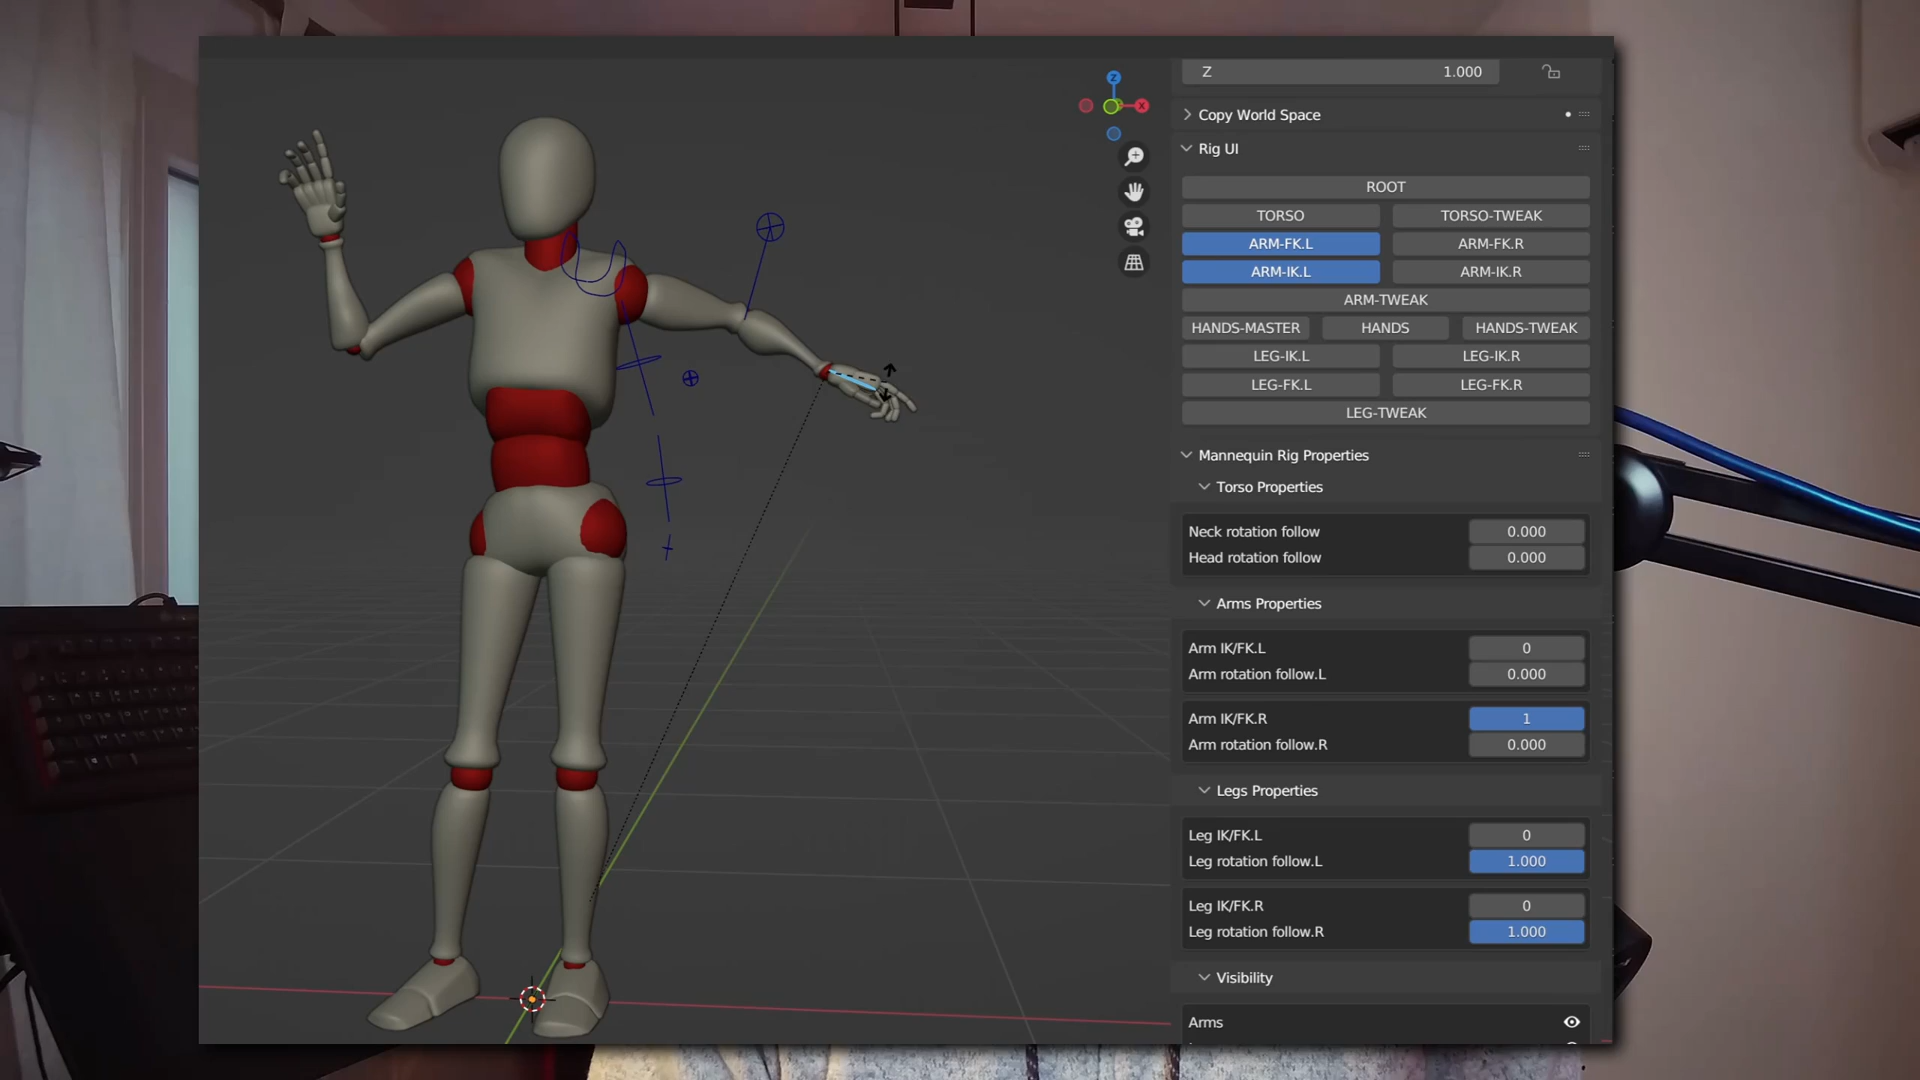 Z 1.000
Z
X
Copy World Space
Rig UI
ROOT
TORSO TORSO-TWEAK
ARM-FK.L ARM-FK.R
ARM-IK.L ARM-IK.R
ARM-TWEAK
HANDS-MASTER HANDS HANDS-TWEAK
LEG-IK.L LEG-IK.R
LEG-FK.L LEG-FK.R
LEG-TWEAK
Mannequin Rig Properties
Torso Properties
Neck rotation follow 0.000
Head rotation follow 0.000
Arms Properties
Arm IK/FK.L 0
Arm rotation follow.L 0.000
Arm IK/FK.R 1
Arm rotation follow.R 0.000
Legs Properties
Leg IK/FK.L 0
Leg rotation follow.L 1.000
Leg IK/FK.R 0
Leg rotation follow.R 1.000
Visibility
Arms